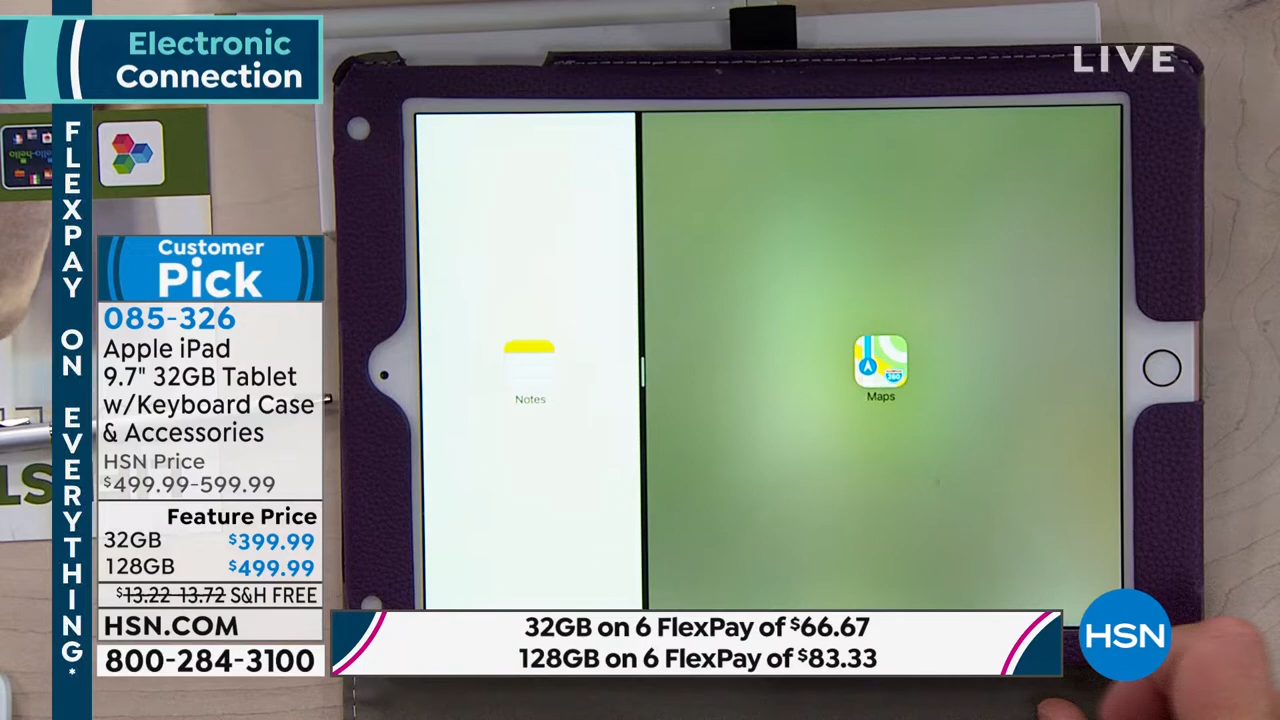 Electronic
Connection
LIVE
FLEXPAY ON EVERYTHING*
Customer
Pick
085-326
Apple iPad
9.7" 32GB Tablet
w/Keyboard Case
& Accessories
HSN Price
$499.99-599.99
Feature Price
32GB $399.99
128GB $499.99
$13.22-13.72 S&H FREE
HSN.COM
800-284-3100
Notes
Maps
32GB on 6 FlexPay of $66.67
128GB on 6 FlexPay of $83.33
HSN